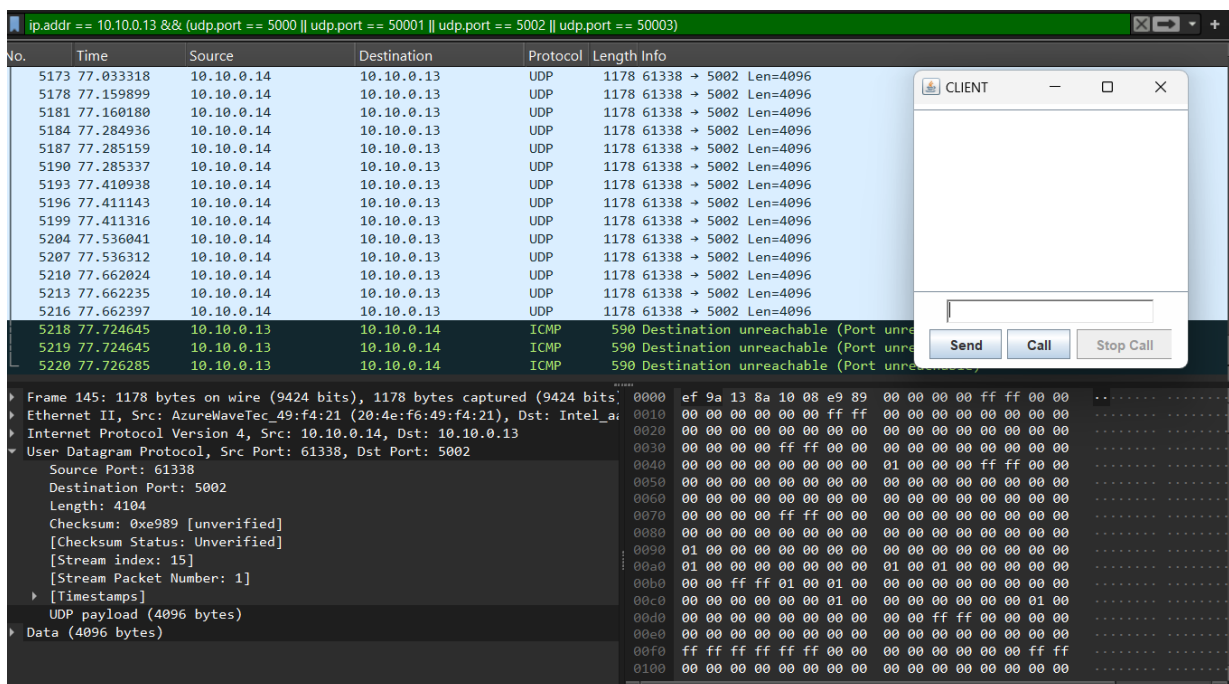 ip.addr == 10.10.0.13 && (udp.port == 5000 || udp.port == 50001 || udp.port == 5002 || udp.port == 50003)
No. Time Source Destination Protocol Length Info
5173 77.033318 10.10.0.14 10.10.0.13 UDP 1178 61338 → 5002 Len=4096
5178 77.159899 10.10.0.14 10.10.0.13 UDP 1178 61338 → 5002 Len=4096
5181 77.160180 10.10.0.14 10.10.0.13 UDP 1178 61338 → 5002 Len=4096
5184 77.284936 10.10.0.14 10.10.0.13 UDP 1178 61338 → 5002 Len=4096
5187 77.285159 10.10.0.14 10.10.0.13 UDP 1178 61338 → 5002 Len=4096
5190 77.285337 10.10.0.14 10.10.0.13 UDP 1178 61338 → 5002 Len=4096
5193 77.410938 10.10.0.14 10.10.0.13 UDP 1178 61338 → 5002 Len=4096
5196 77.411143 10.10.0.14 10.10.0.13 UDP 1178 61338 → 5002 Len=4096
5199 77.411316 10.10.0.14 10.10.0.13 UDP 1178 61338 → 5002 Len=4096
5204 77.536041 10.10.0.14 10.10.0.13 UDP 1178 61338 → 5002 Len=4096
5207 77.536312 10.10.0.14 10.10.0.13 UDP 1178 61338 → 5002 Len=4096
5210 77.662024 10.10.0.14 10.10.0.13 UDP 1178 61338 → 5002 Len=4096
5213 77.662235 10.10.0.14 10.10.0.13 UDP 1178 61338 → 5002 Len=4096
5216 77.662397 10.10.0.14 10.10.0.13 UDP 1178 61338 → 5002 Len=4096
5218 77.724645 10.10.0.13 10.10.0.14 ICMP 590 Destination unreachable (Port
5219 77.724645 10.10.0.13 10.10.0.14 ICMP 590 Destination unreachable (Port
5220 77.726285 10.10.0.13 10.10.0.14 ICMP 590 Destination unreachable (Port
CLIENT
Send Call Stop Call
Frame 145: 1178 bytes on wire (9424 bits), 1178 bytes captured (9424 bits)
Ethernet II, Src: AzureWaveTec_49:f4:21 (20:4e:f6:49:f4:21), Dst:
Internet Protocol Version 4, Src: 10.10.0.14, Dst: 10.10.0.13
User Datagram Protocol, Src Port: 61338, Dst Port: 5002
Source Port: 61338
Destination Port: 5002
Length: 4104
Checksum: 0xe989 [unverified]
[Checksum Status: Unverified]
[Stream index: 15]
[Stream Packet Number: 1]
[Timestamps]
UDP payload (4096 bytes)
Data (4096 bytes)
0000 ef 9a 13 8a 10 08 e9 89 00 00 00 00 ff ff 00 00
0010 00 00 00 00 00 00 ff ff 00 00 00 00 00 00 00 00
0020 00 00 00 00 00 00 00 00 00 00 00 00 00 00 00 00
0030 00 00 00 00 ff ff 00 00 00 00 00 00 00 00 00 00
0040 00 00 00 00 00 00 00 00 01 00 00 00 ff ff 00 00
0050 00 00 00 00 00 00 00 00 00 00 00 00 00 00 00 00
0060 00 00 00 00 00 00 00 00 00 00 00 00 00 00 00 00
0070 00 00 00 00 ff ff 00 00 00 00 00 00 00 00 00 00
0080 00 00 00 00 00 00 00 00 00 00 00 00 00 00 00 00
0090 01 00 00 00 00 00 00 00 00 00 00 00 00 00 00 00
00a0 01 00 00 00 00 00 00 00 01 00 01 00 00 00 00 00
00b0 00 00 ff ff 01 00 01 00 00 00 00 00 00 00 00 00
00c0 00 00 00 00 00 00 01 00 00 00 00 00 00 00 01 00
00d0 00 00 00 00 00 00 00 00 00 00 ff ff 00 00 00 00
00e0 00 00 00 00 00 00 00 00 00 00 00 00 00 00 00 00
00f0 ff ff ff ff ff ff 00 00 00 00 00 00 00 00 ff ff
0100 00 00 00 00 00 00 00 00 00 00 00 00 00 00 00 00